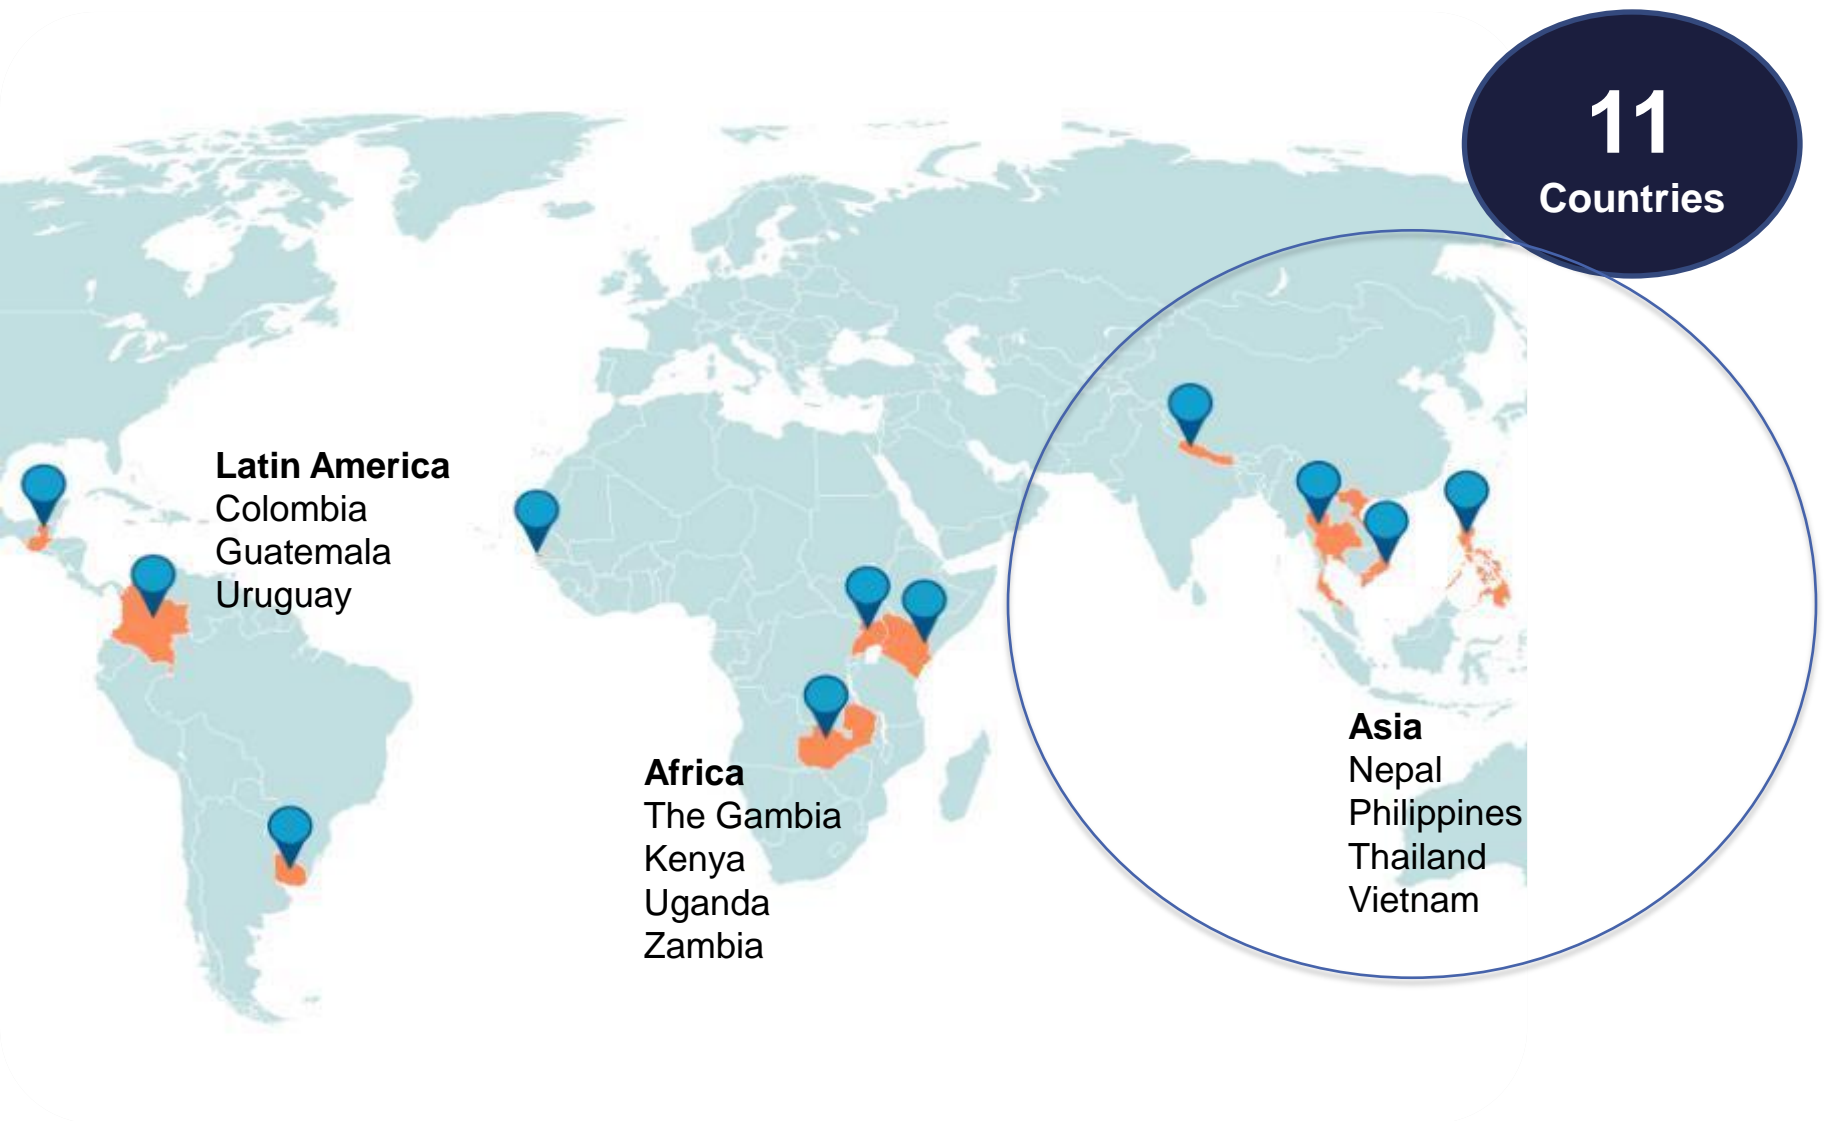 11
Countries
Latin America
Colombia
Guatemala
Uruguay
Africa
The Gambia
Kenya
Uganda
Zambia
Asia
Nepal
Philippines
Thailand
Vietnam